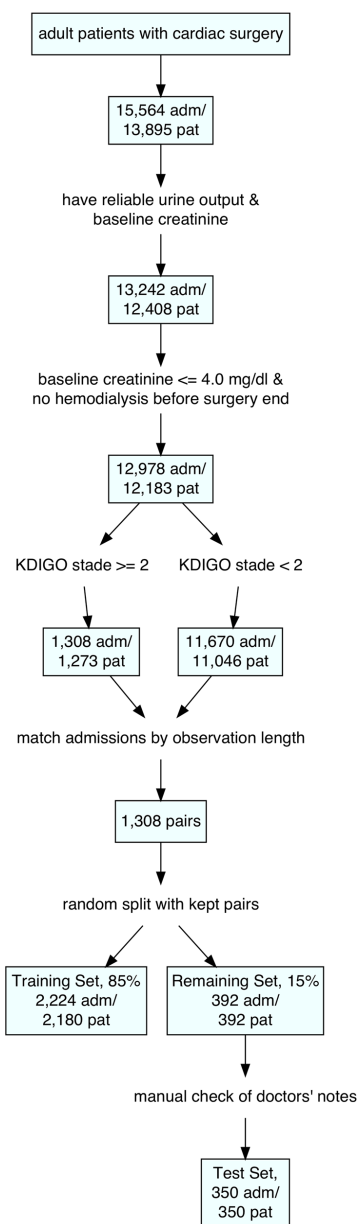 adult patients with cardiac surgery
15,564 adm/
13,895 pat
have reliable urine output &
baseline creatinine
13,242 adm/
12,408 pat
baseline creatinine <= 4.0 mg/dl &
no hemodialysis before surgery end
12,978 adm/
12,183 pat
KDIGO stade >= 2
KDIGO stade < 2
1,308 adm/
1,273 pat
11,670 adm/
11,046 pat
match admissions by observation length
1,308 pairs
random split with kept pairs
Training Set, 85%
2,224 adm/
2,180 pat
Remaining Set, 15%
392 adm/
392 pat
manual check of doctors' notes
Test Set,
350 adm/
350 pat